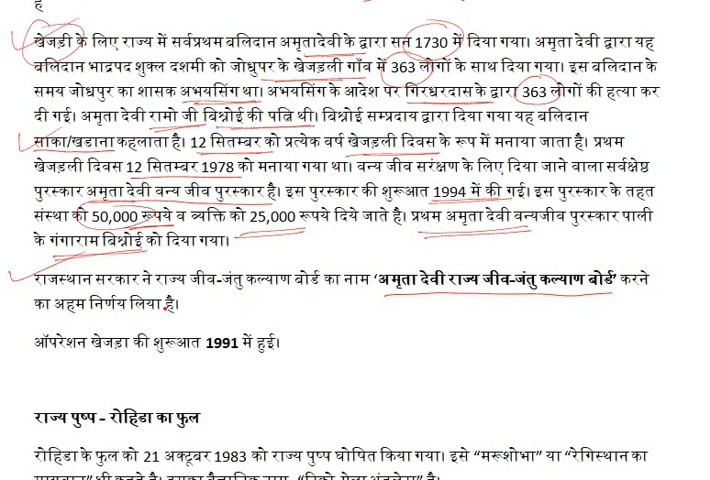 है
खेजड़ी के लिए राज्य में सर्वप्रथम बलिदान अमृतादेवी के द्वारा सन 1730 में दिया गया। अमृता देवी द्वारा यह
बलिदान भाद्रपद शुक्ल दशमी को जोधुपर के खेजड़ली गाँव में 363 लोगों के साथ दिया गया। इस बलिदान के
समय जोधपुर का शासक अभयसिंग था। अभयसिंग के आदेश पर गिरधरदास के द्वारा 363 लोगों की हत्या कर
दी गई। अमृता देवी रामो जी बिश्नोई की पत्नि थी। बिश्नोई सम्प्रदाय द्वारा दिया गया यह बलिदान
साका/खडाना कहलाता है। 12 सितम्बर को प्रत्येक वर्ष खेजड़ली दिवस के रूप में मनाया जाता है। प्रथम
खेजड़ली दिवस 12 सितम्बर 1978 को मनाया गया था। वन्य जीव सरंक्षण के लिए दिया जाने वाला सर्वक्षेष्ठ
पुरस्कार अमृता देवी वन्य जीव पुरस्कार है। इस पुरस्कार की शुरूआत 1994 में की गई। इस पुरस्कार के तहत
संस्था को 50,000 रूपये व व्यक्ति को 25,000 रूपये दिये जाते है। प्रथम अमृता देवी वन्यजीव पुरस्कार पाली
के गंगाराम बिश्नोई को दिया गया।
राजस्थान सरकार ने राज्य जीव-जंतु कल्याण बोर्ड का नाम ‘अमृता देवी राज्य जीव-जंतु कल्याण बोर्ड’ करने
का अहम निर्णय लिया है।
ऑपरेशन खेजड़ा की शुरूआत 1991 में हुई।
राज्य पुष्प – रोहिडा का फुल
रोहिडा के फुल को 21 अक्टूबर 1983 को राज्य पुष्प घोषित किया गया। इसे “मरूशोभा” या “रेगिस्थान का